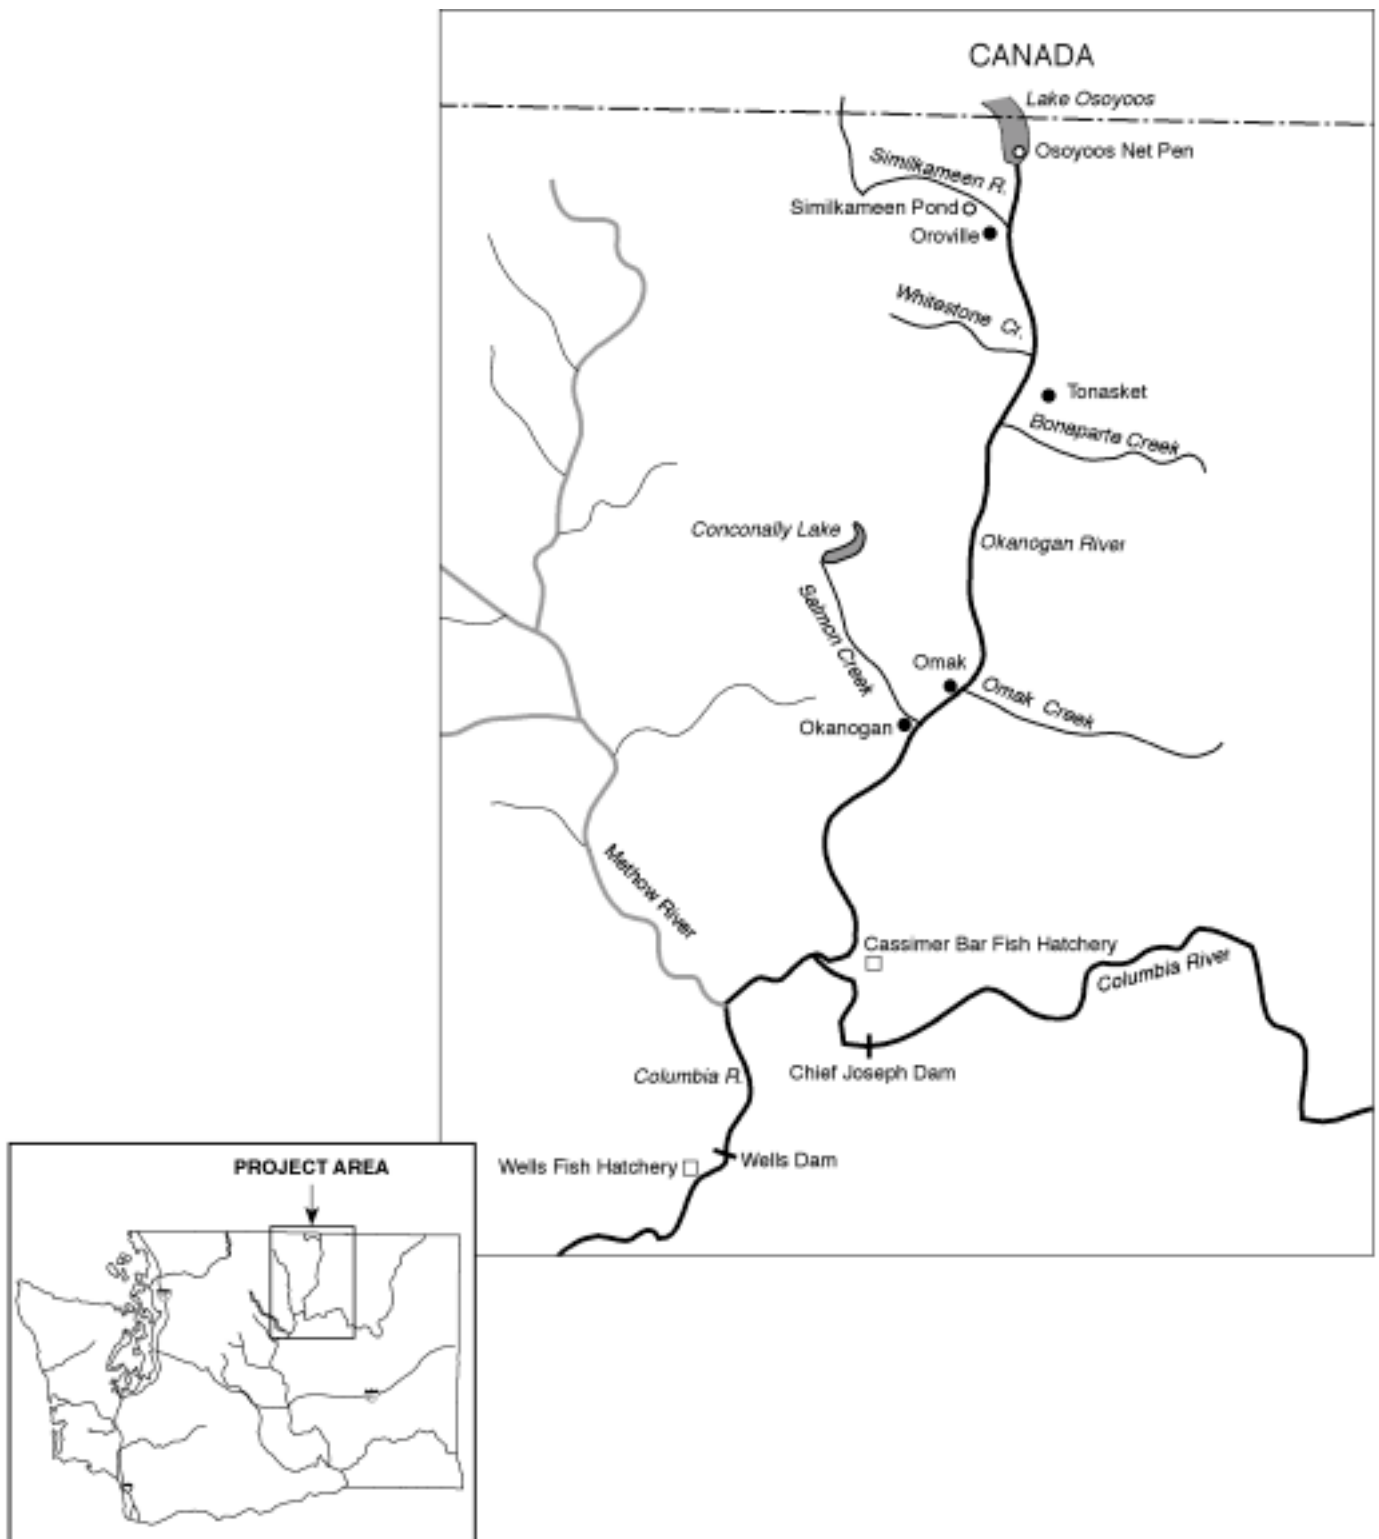 CANADA
Lake Osoyoos
Osoyoos Net Pen
Similkameen R.
Similkameen Pond
Oroville
Whitestone Cr.
Tonasket
Bonaparte Creek
Conconally Lake
Okanogan River
Salmon Creek
Omak
Omak Creek
Okanogan
Methow River
Cassimer Bar Fish Hatchery
Columbia River
Chief Joseph Dam
Columbia R.
Wells Fish Hatchery
Wells Dam
PROJECT AREA